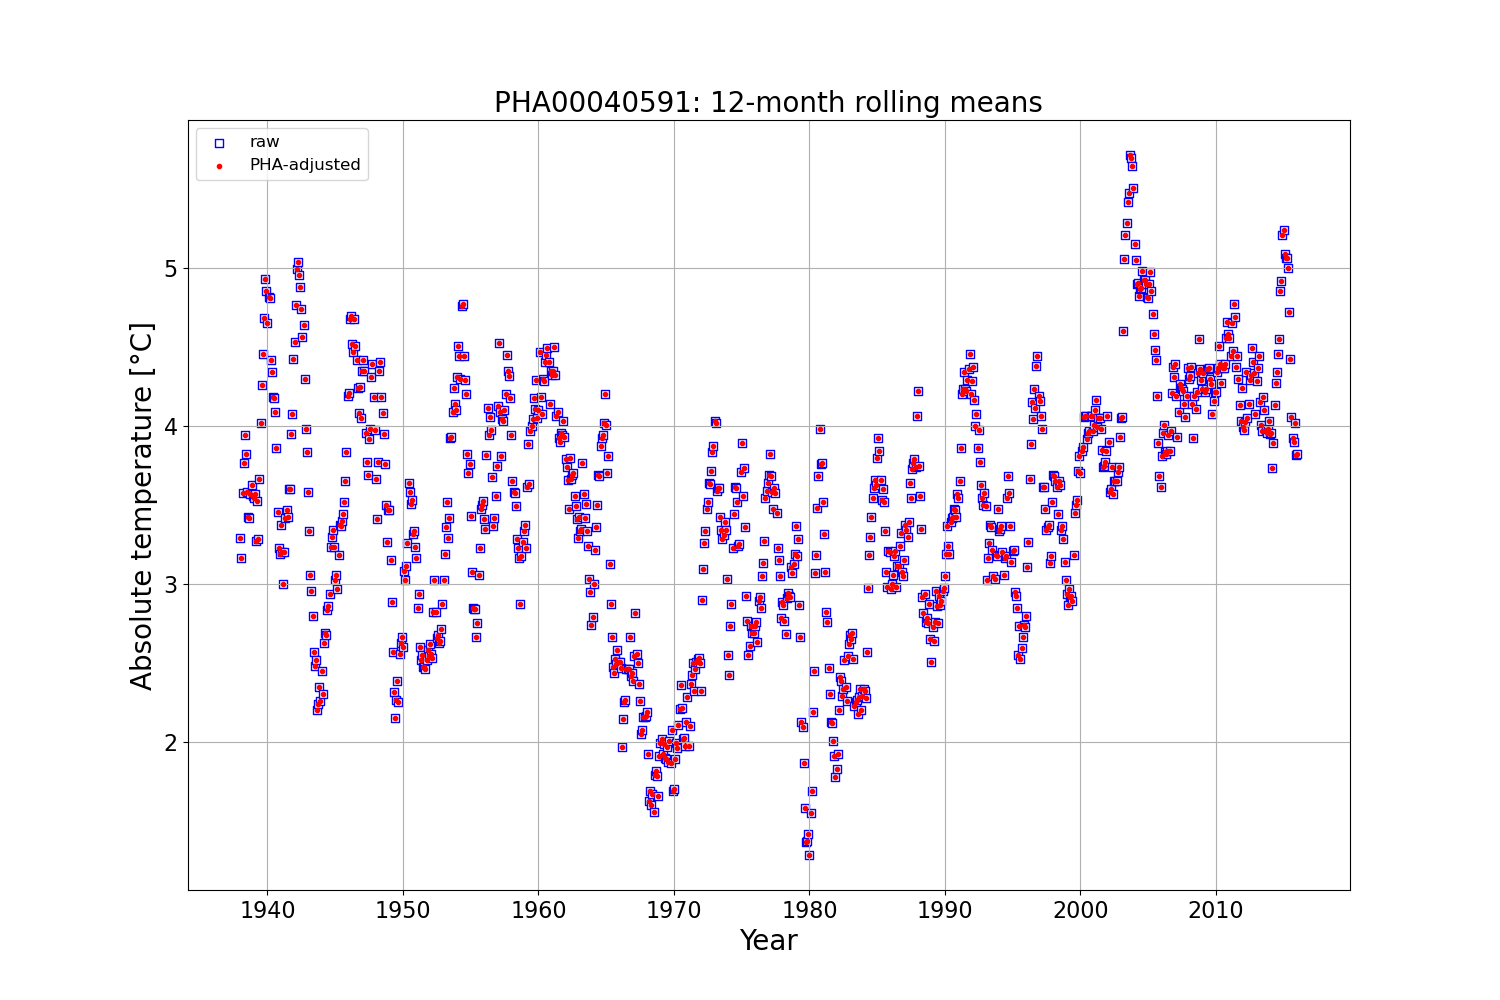 PHA00040591: 12-month rolling means
raw
PHA-adjusted
Absolute temperature [°C]
5
4
3
2
1940 1950 1960 1970 1980 1990 2000 2010
Year